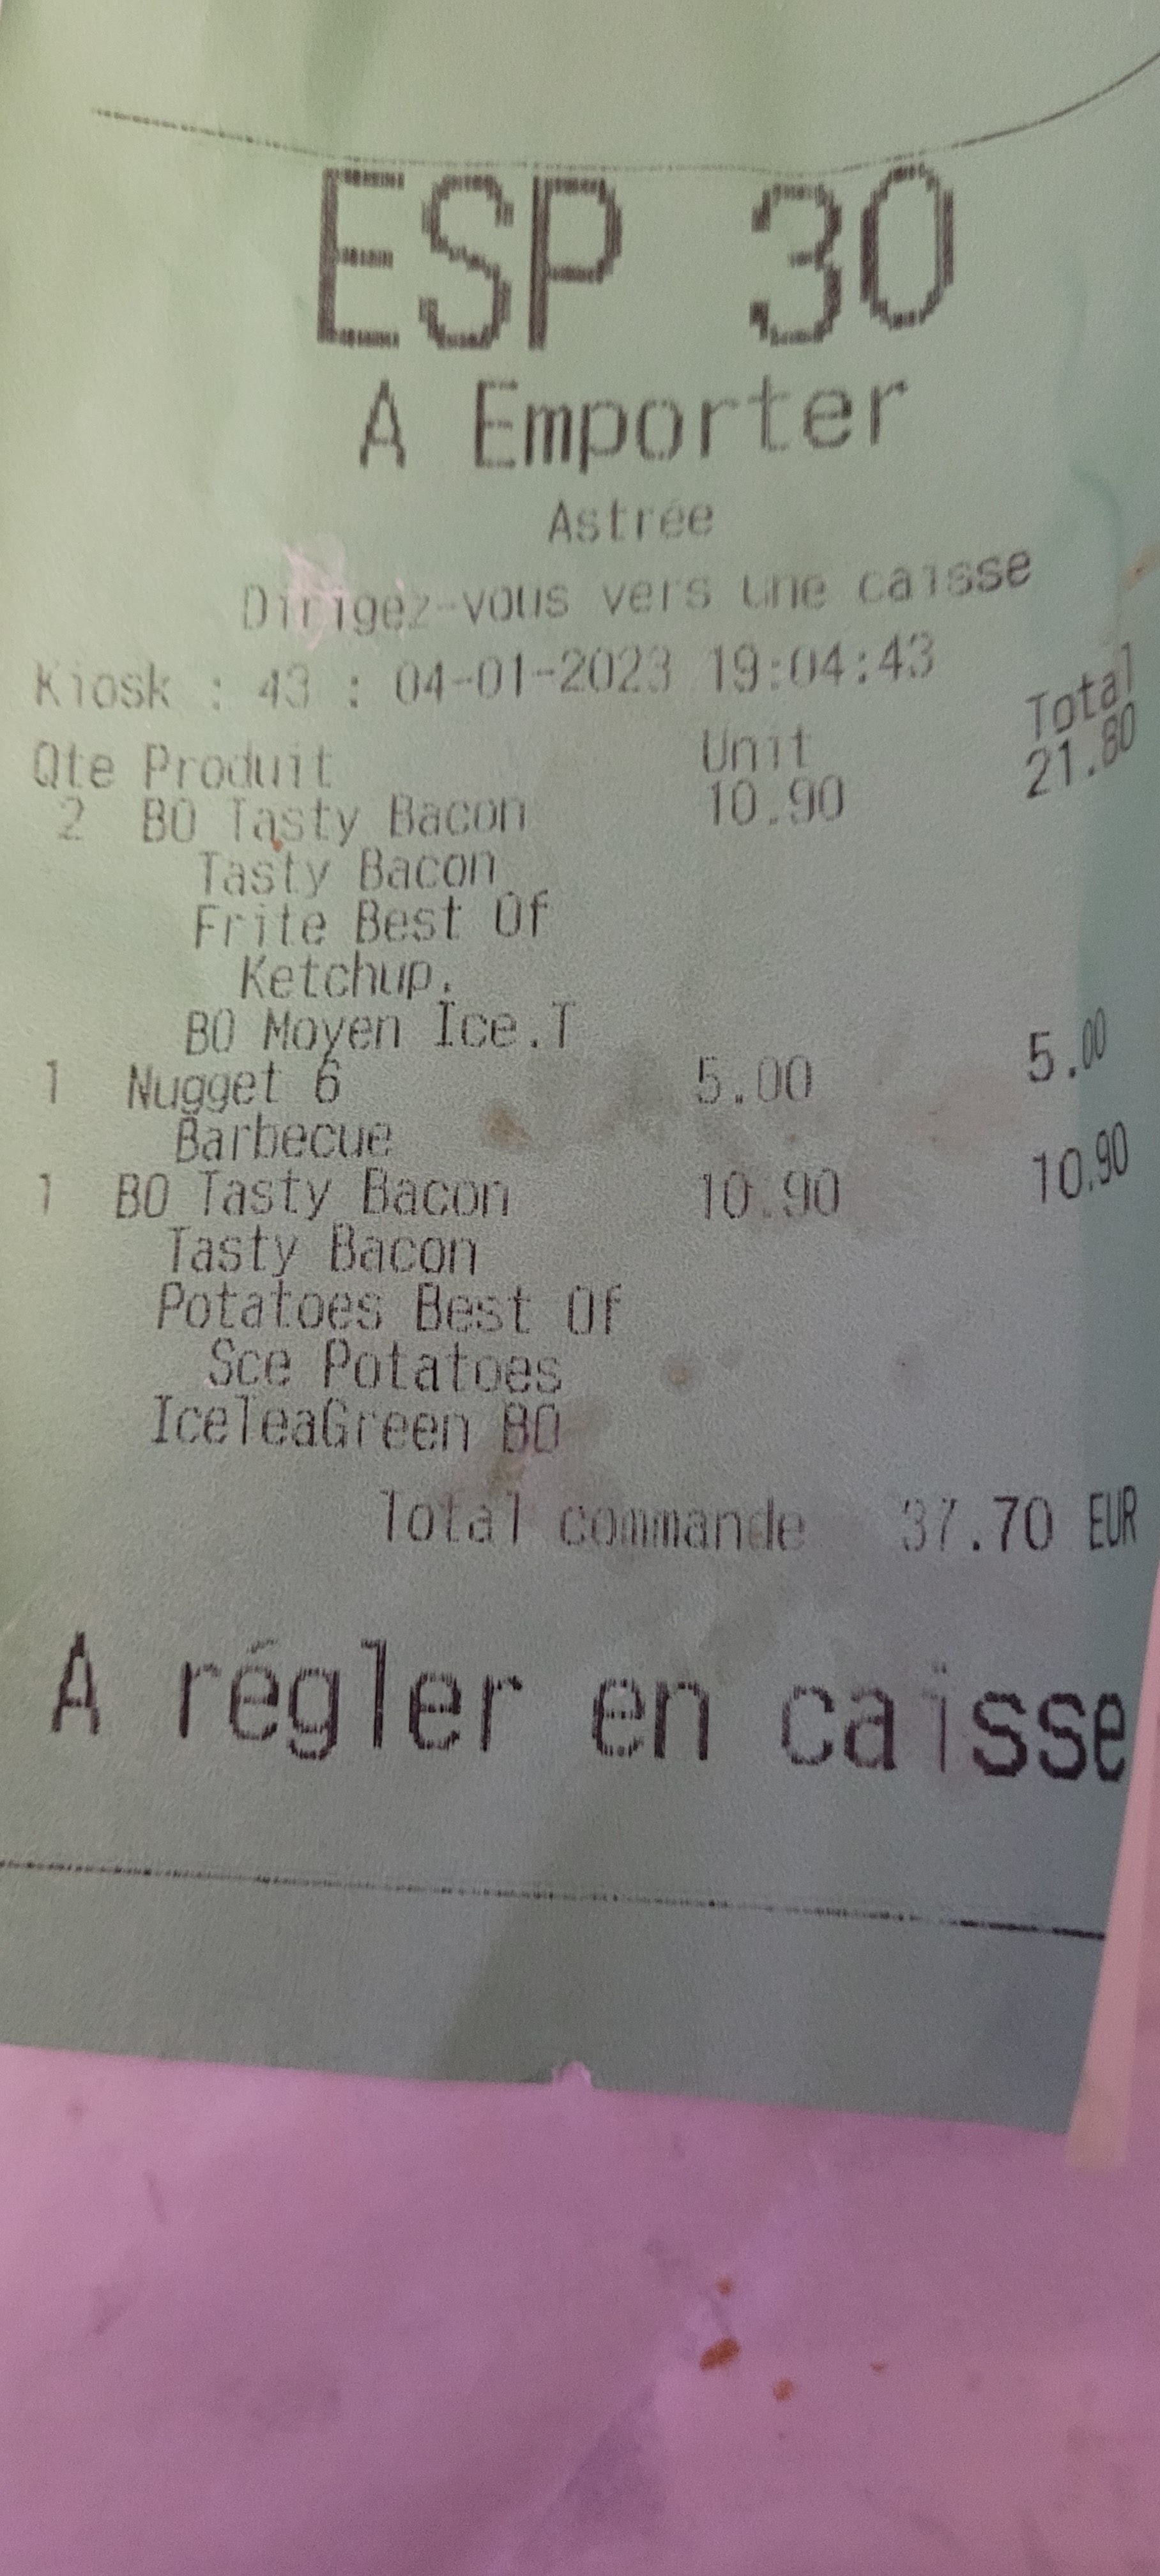 ESP 30
A Emporter
Astrée
Dirigez-vous vers une caisse
Kiosk : 43 : 04-01-2023 19:04:43
Qte Produit Unit Total
2 BO Tasty Bacon 10.90 21.80
Tasty Bacon
Frite Best Of
Ketchup.
BO Moyen Ice.T
1 Nugget 6 5.00 5.00
Barbecue
1 BO Tasty Bacon 10.90 10.90
Tasty Bacon
Potatoes Best Of
Sce Potatoes
IceTeaGreen BO
Total commande 37.70 EUR
A régler en caisse